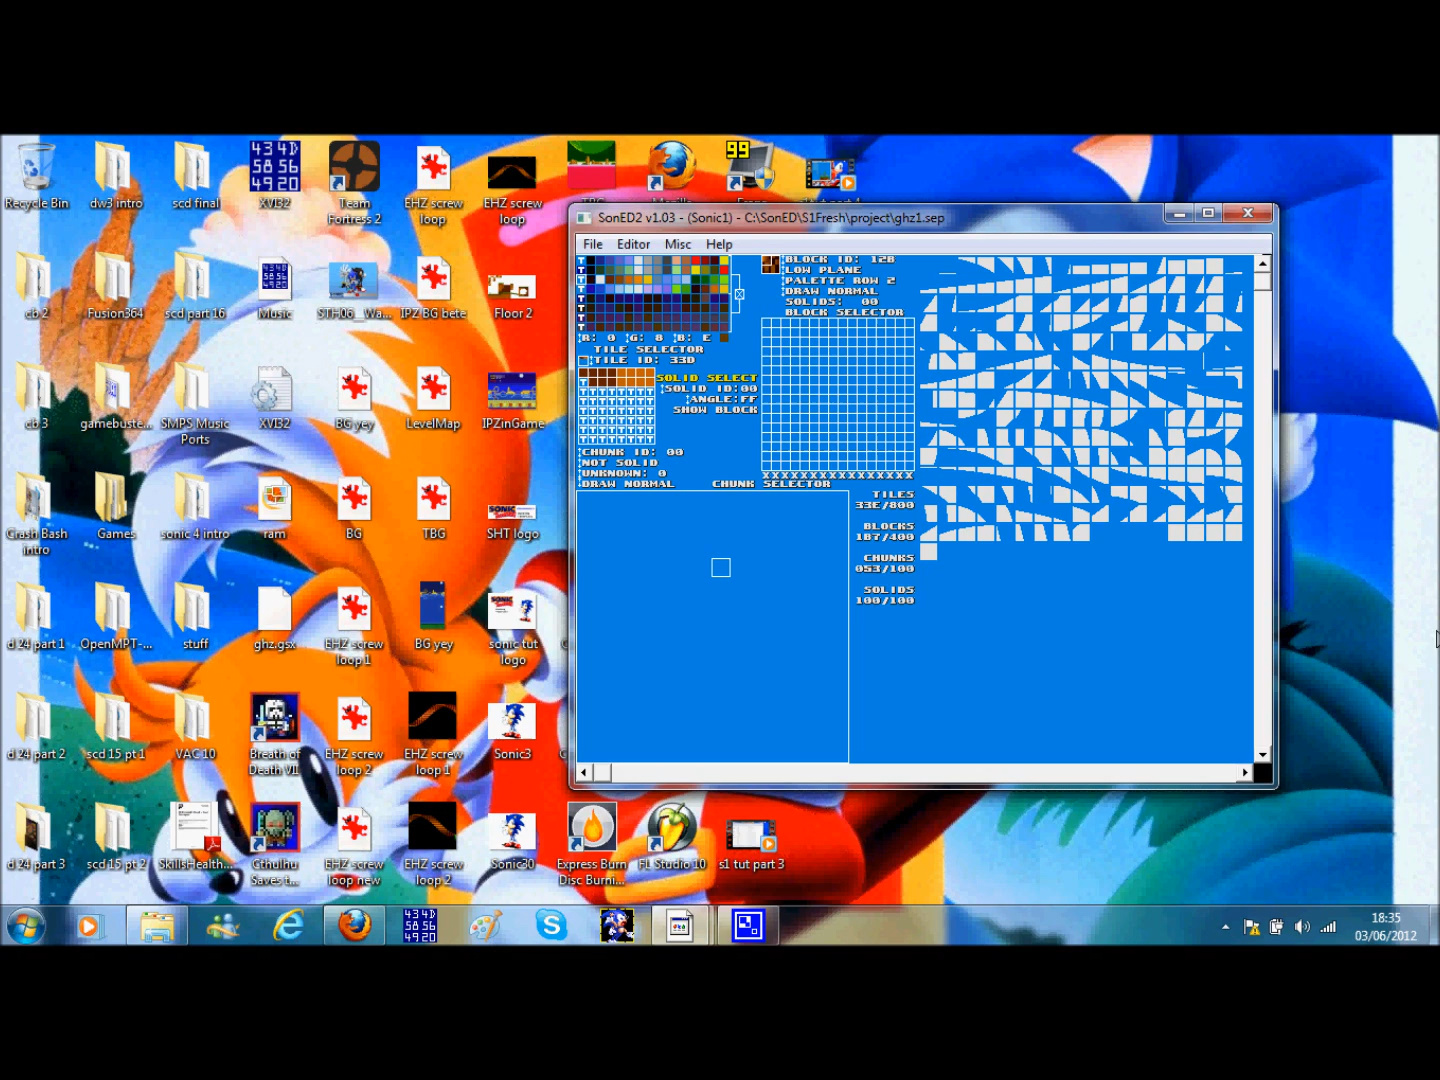 Recycle Bin
dw3 intro
scd final
XVI32
Team
Fortress 2
EHZ screw
loop
EHZ screw
loop
99
SonED2 v1.03 - (Sonic1) - C:\SonED\S1Fresh\project\ghz1.sep
File Editor Misc Help
BLOCK ID: 12B
LOW PLANE
PALETTE ROW 2
DRAW NORMAL
SOLIDS: 00
BLOCK SELECTOR
R: 0 G: 8 B: E
TILE SELECTOR
TILE ID: 33D
SOLID SELECT
SOLID ID:00
ANGLE:FF
SHOW BLOCK
CHUNK ID: 00
NOT SOLID
UNKNOWN: 0
DRAW NORMAL
CHUNK SELECTOR
TILES
33E/800
BLOCKS
1B7/400
CHUNKS
053/100
SOLIDS
100/100
cb 2
Fusion364
scd part 16
Music
STH06__Wa...
IPZ BG bete
Floor 2
cb 3
gamebuste...
SMPS Music
Ports
XVI32
BG yey
LevelMap
IPZinGame
Crash Bash
intro
Games
sonic 4 intro
ram
BG
TBG
SHT logo
d 24 part 1
OpenMPT-...
stuff
ghz.gsx
EHZ screw
loop 1
BG yey
sonic tut
logo
d 24 part 2
scd 15 pt 1
VAC 10
Breath of
Death VII
EHZ screw
loop 2
EHZ screw
loop 1
Sonic3
d 24 part 3
scd 15 pt 2
SkillsHealth...
Cthulhu
Saves t...
EHZ screw
loop new
EHZ screw
loop 2
Sonic30
Express Burn
Disc Burni...
FL Studio 10
s1 tut part 3
18:35
03/06/2012